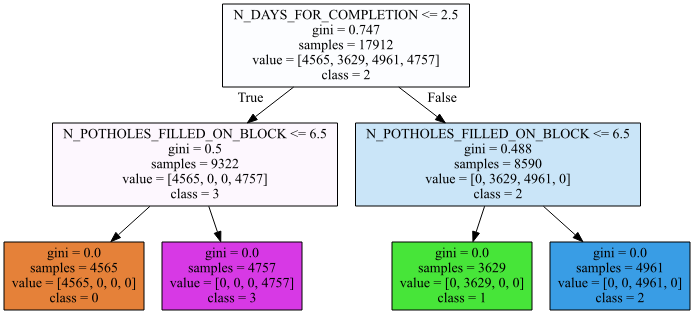 N_DAYS_FOR_COMPLETION <= 2.5
gini = 0.747
samples = 17912
value = [4565, 3629, 4961, 4757]
class = 2
True
False
N_POTHOLES_FILLED_ON_BLOCK <= 6.5
gini = 0.5
samples = 9322
value = [4565, 0, 0, 4757]
class = 3
N_POTHOLES_FILLED_ON_BLOCK <= 6.5
gini = 0.488
samples = 8590
value = [0, 3629, 4961, 0]
class = 2
gini = 0.0
samples = 4565
value = [4565, 0, 0, 0]
class = 0
gini = 0.0
samples = 4757
value = [0, 0, 0, 4757]
class = 3
gini = 0.0
samples = 3629
value = [0, 3629, 0, 0]
class = 1
gini = 0.0
samples = 4961
value = [0, 0, 4961, 0]
class = 2